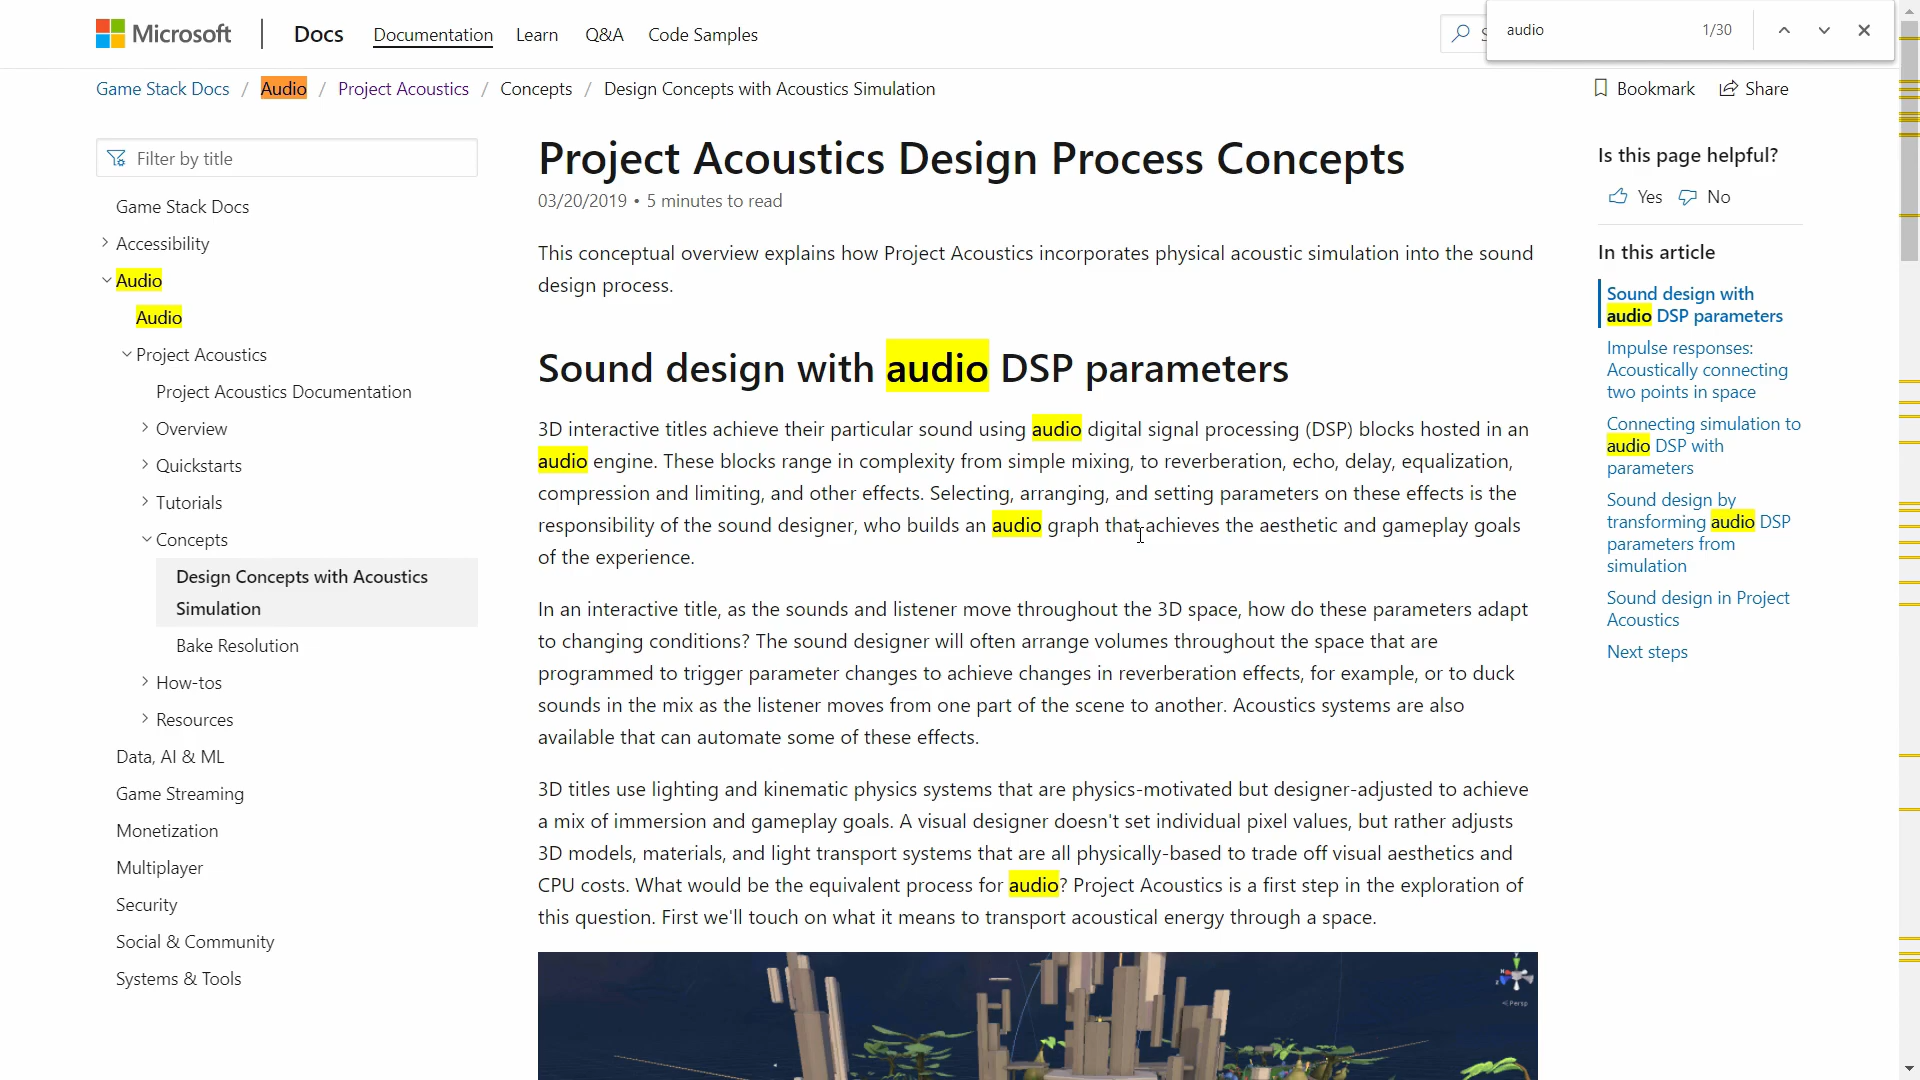 Microsoft
Docs
Documentation
Learn
Q&A
Code Samples
audio
1/30
Game Stack Docs / Audio / Project Acoustics / Concepts / Design Concepts with Acoustics Simulation
Bookmark
Share
Filter by title
Game Stack Docs
Accessibility
Audio
Audio
Project Acoustics
Project Acoustics Documentation
Overview
Quickstarts
Tutorials
Concepts
Design Concepts with Acoustics
Simulation
Bake Resolution
How-tos
Resources
Data, AI & ML
Game Streaming
Monetization
Multiplayer
Security
Social & Community
Systems & Tools
Project Acoustics Design Process Concepts
03/20/2019 • 5 minutes to read
This conceptual overview explains how Project Acoustics incorporates physical acoustic simulation into the sound
design process.
Sound design with audio DSP parameters
3D interactive titles achieve their particular sound using audio digital signal processing (DSP) blocks hosted in an
audio engine. These blocks range in complexity from simple mixing, to reverberation, echo, delay, equalization,
compression and limiting, and other effects. Selecting, arranging, and setting parameters on these effects is the
responsibility of the sound designer, who builds an audio graph that achieves the aesthetic and gameplay goals
of the experience.
In an interactive title, as the sounds and listener move throughout the 3D space, how do these parameters adapt
to changing conditions? The sound designer will often arrange volumes throughout the space that are
programmed to trigger parameter changes to achieve changes in reverberation effects, for example, or to duck
sounds in the mix as the listener moves from one part of the scene to another. Acoustics systems are also
available that can automate some of these effects.
3D titles use lighting and kinematic physics systems that are physics-motivated but designer-adjusted to achieve
a mix of immersion and gameplay goals. A visual designer doesn't set individual pixel values, but rather adjusts
3D models, materials, and light transport systems that are all physically-based to trade off visual aesthetics and
CPU costs. What would be the equivalent process for audio? Project Acoustics is a first step in the exploration of
this question. First we'll touch on what it means to transport acoustical energy through a space.
Persp
Is this page helpful?
Yes
No
In this article
Sound design with
audio DSP parameters
Impulse responses:
Acoustically connecting
two points in space
Connecting simulation to
audio DSP with
parameters
Sound design by
transforming audio DSP
parameters from
simulation
Sound design in Project
Acoustics
Next steps